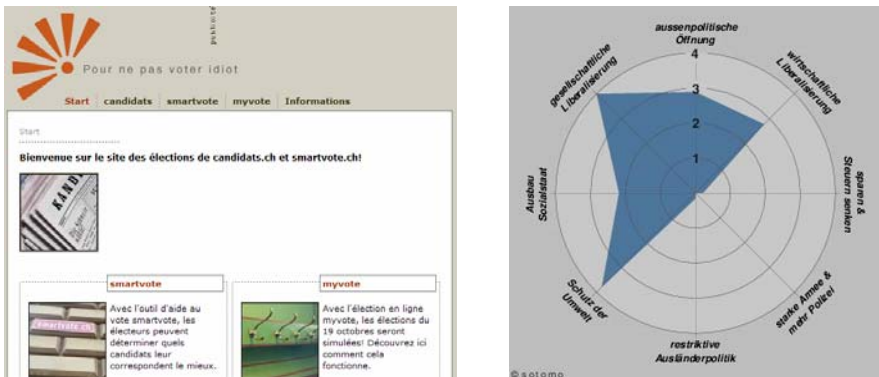 Pour ne pas voter idiot
Start candidats smartvote myvote Informations
Start
Bienvenue sur le site des élections de candidats.ch et smartvote.ch!
KANDI
smartvote
smartvote.ch
Avec l'outil d'aide au
vote smartvote, les
électeurs peuvent
déterminer quels
candidats leur
correspondent le mieux.
myvote
Avec l'élection en ligne
myvote, les élections du
19 octobres seront
simulées! Découvrez ici
comment cela
fonctionne.
aussenpolitische
Öffnung
wirtschaftliche
Liberalisierung
sparen &
Steuern senken
starke Armee &
mehr Polizei
restriktive
Ausländerpolitik
Schutz der
Umwelt
Ausbau
Sozialstaat
gesellschaftliche
Liberalisierung
4
3
2
1
© sotomo